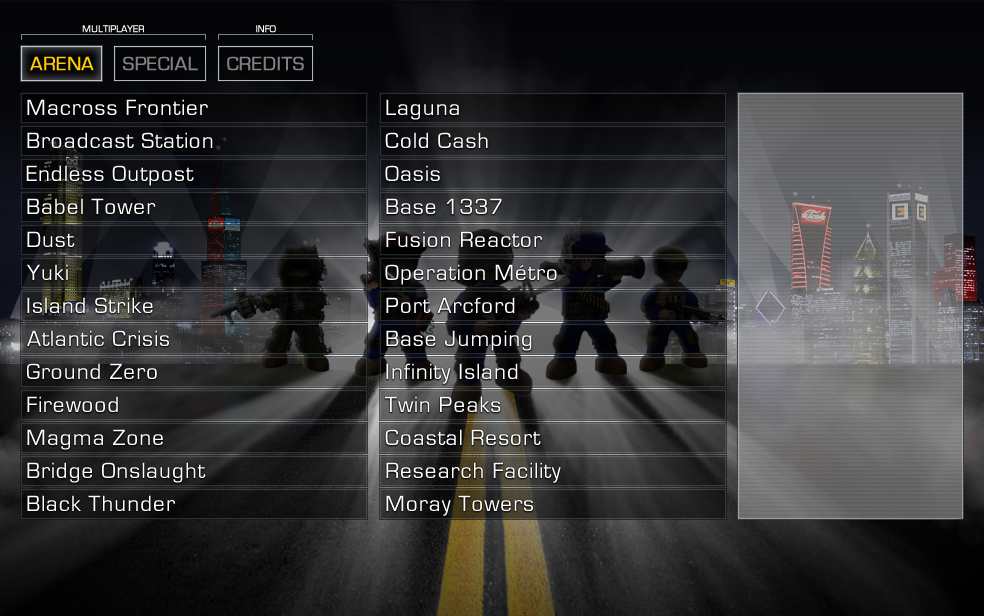 MULTIPLAYER
INFO
ARENA
SPECIAL
CREDITS
Macross Frontier
Broadcast Station
Endless Outpost
Babel Tower
Dust
Yuki
Island Strike
Atlantic Crisis
Ground Zero
Firewood
Magma Zone
Bridge Onslaught
Black Thunder
Laguna
Cold Cash
Oasis
Base 1337
Fusion Reactor
Operation Métro
Port Arcford
Base Jumping
Infinity Island
Twin Peaks
Coastal Resort
Research Facility
Moray Towers